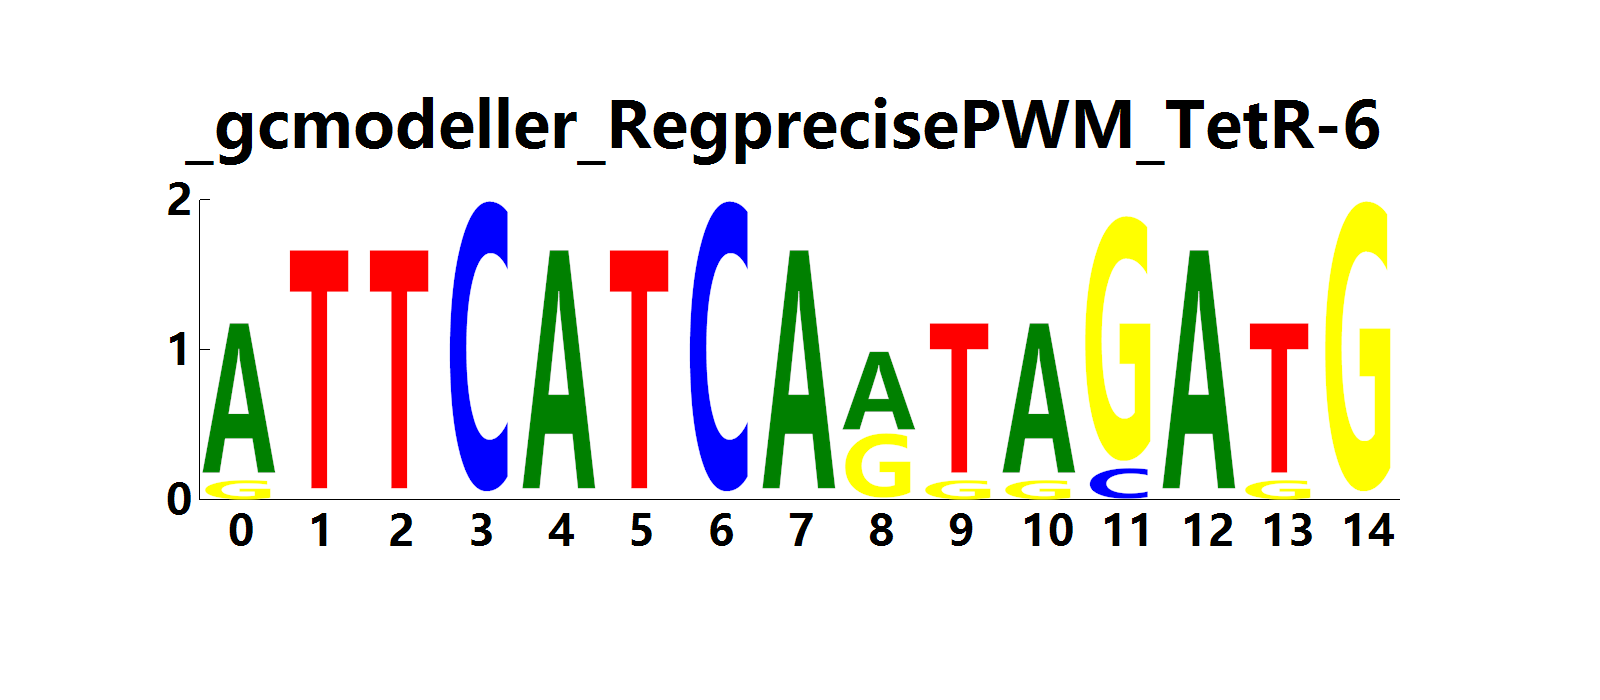 _gcmodeller_RegprecisePWM_TetR-6
2
1
0
A T T C A T C A A T A G A T G
G G G G C G
0 1 2 3 4 5 6 7 8 9 10 11 12 13 14